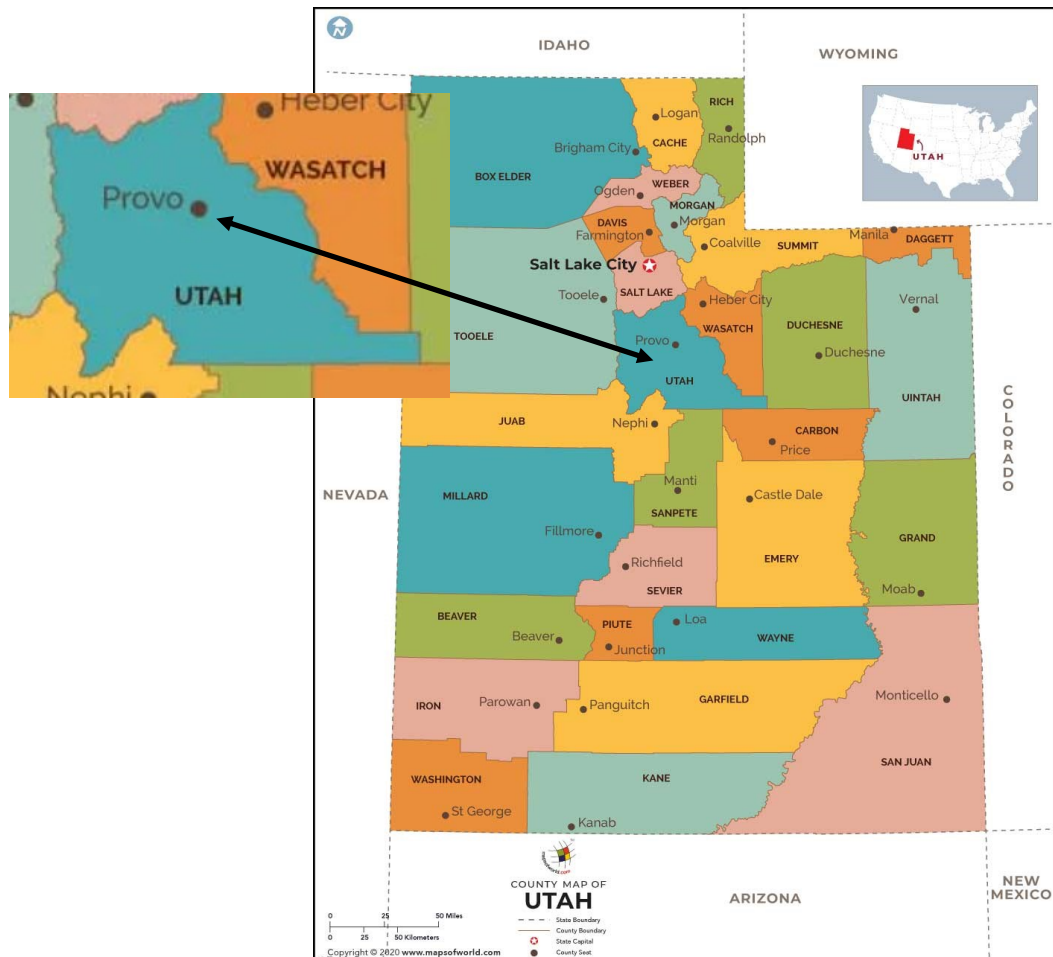 N
IDAHO
WYOMING
Heber City
WASATCH
Provo
UTAH
Nephi
Logan
RICH
Randolph
CACHE
Brigham City
BOX ELDER
WEBER
Ogden
MORGAN
Morgan
DAVIS
Farmington
Coalville
SUMMIT
Manila
DAGGETT
UTAH
Salt Lake City
SALT LAKE
Tooele
TOOELE
Heber City
WASATCH
DUCHESNE
Duchesne
Vernal
UINTAH
Provo
UTAH
COLORADO
JUAB
Nephi
CARBON
Price
NEVADA
MILLARD
Manti
SANPETE
Castle Dale
Fillmore
EMERY
GRAND
Richfield
SEVIER
Moab
BEAVER
Beaver
PIUTE
Junction
Loa
WAYNE
IRON
Parowan
Panguitch
GARFIELD
Monticello
SAN JUAN
WASHINGTON
St George
KANE
Kanab
mapsofworld.com
COUNTY MAP OF
UTAH
ARIZONA
NEW
MEXICO
0 25 50 Miles
0 25 50 Kilometers
State Boundary
County Boundary
State Capital
County Seat
Copyright © 2020 www.mapsofworld.com